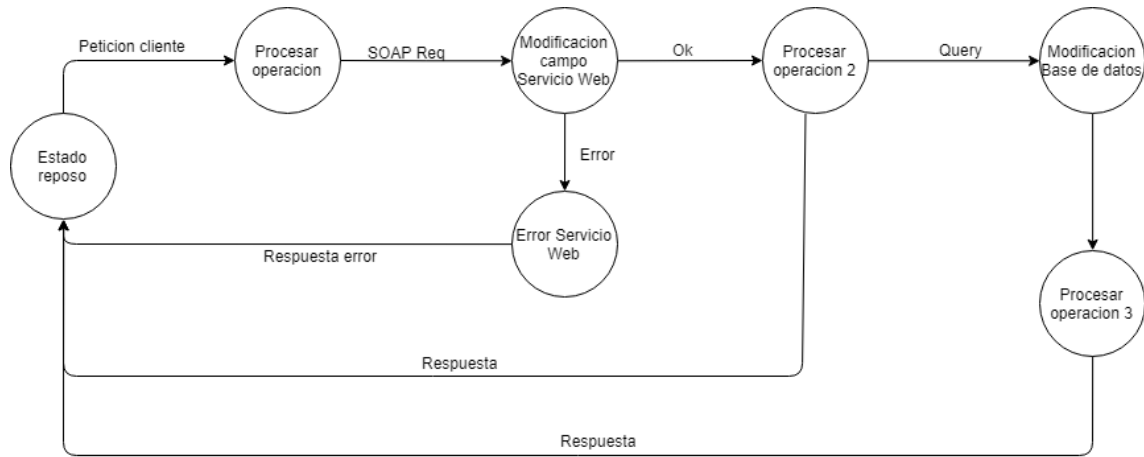 Peticion cliente
Procesar
operacion
SOAP Req
Modificacion
campo
Servicio Web
Ok
Procesar
operacion 2
Query
Modificacion
Base de datos
Estado
reposo
Error
Error Servicio
Web
Respuesta error
Procesar
operacion 3
Respuesta
Respuesta